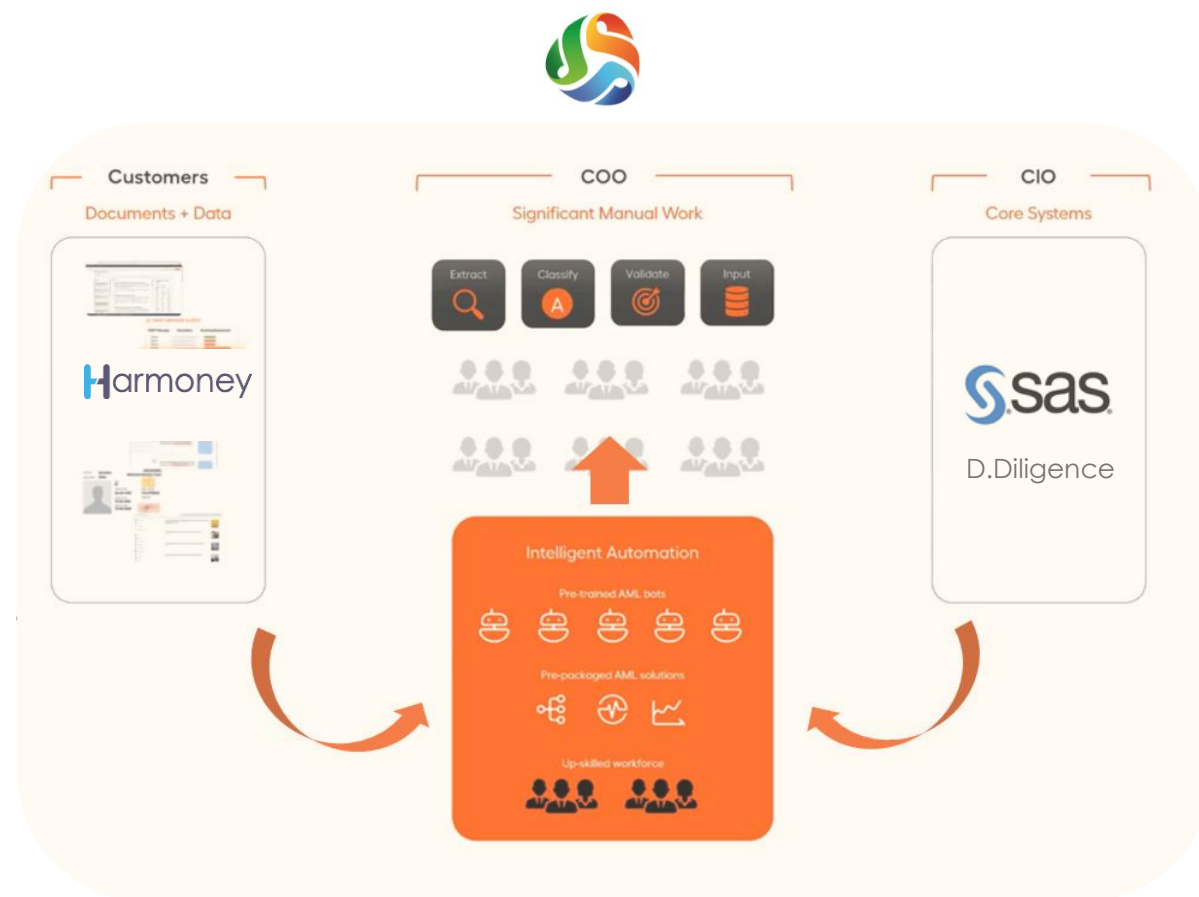 Customers
Documents + Data
Harmoney
COO
Significant Manual Work
Extract
Classify
A
Validate
Input
Intelligent Automation
Pre-trained AML bots
Pre-packaged AML solutions
Up-skilled workforce
CIO
Core Systems
sas
D.Diligence